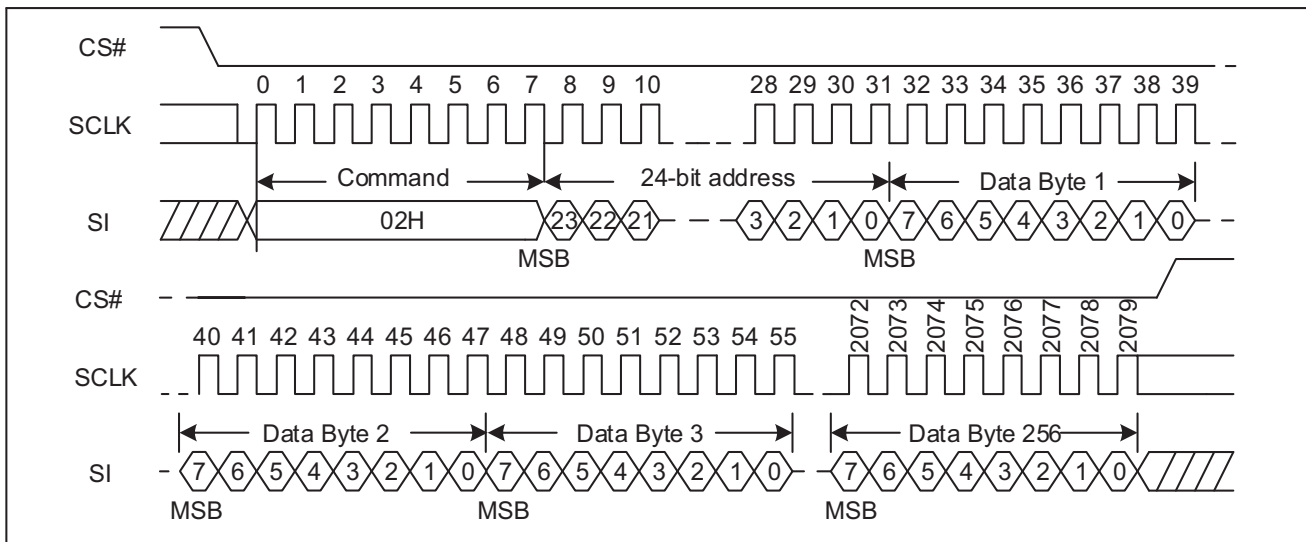 CS#
0 1 2 3 4 5 6 7 8 9 10 28 29 30 31 32 33 34 35 36 37 38 39
SCLK
Command 24-bit address Data Byte 1
SI 02H 23 22 21 3 2 1 0 7 6 5 4 3 2 1 0
MSB MSB
CS#
40 41 42 43 44 45 46 47 48 49 50 51 52 53 54 55 2072 2073 2074 2075 2076 2077 2078 2079
SCLK
Data Byte 2 Data Byte 3 Data Byte 256
SI 7 6 5 4 3 2 1 0 7 6 5 4 3 2 1 0 7 6 5 4 3 2 1 0
MSB MSB MSB